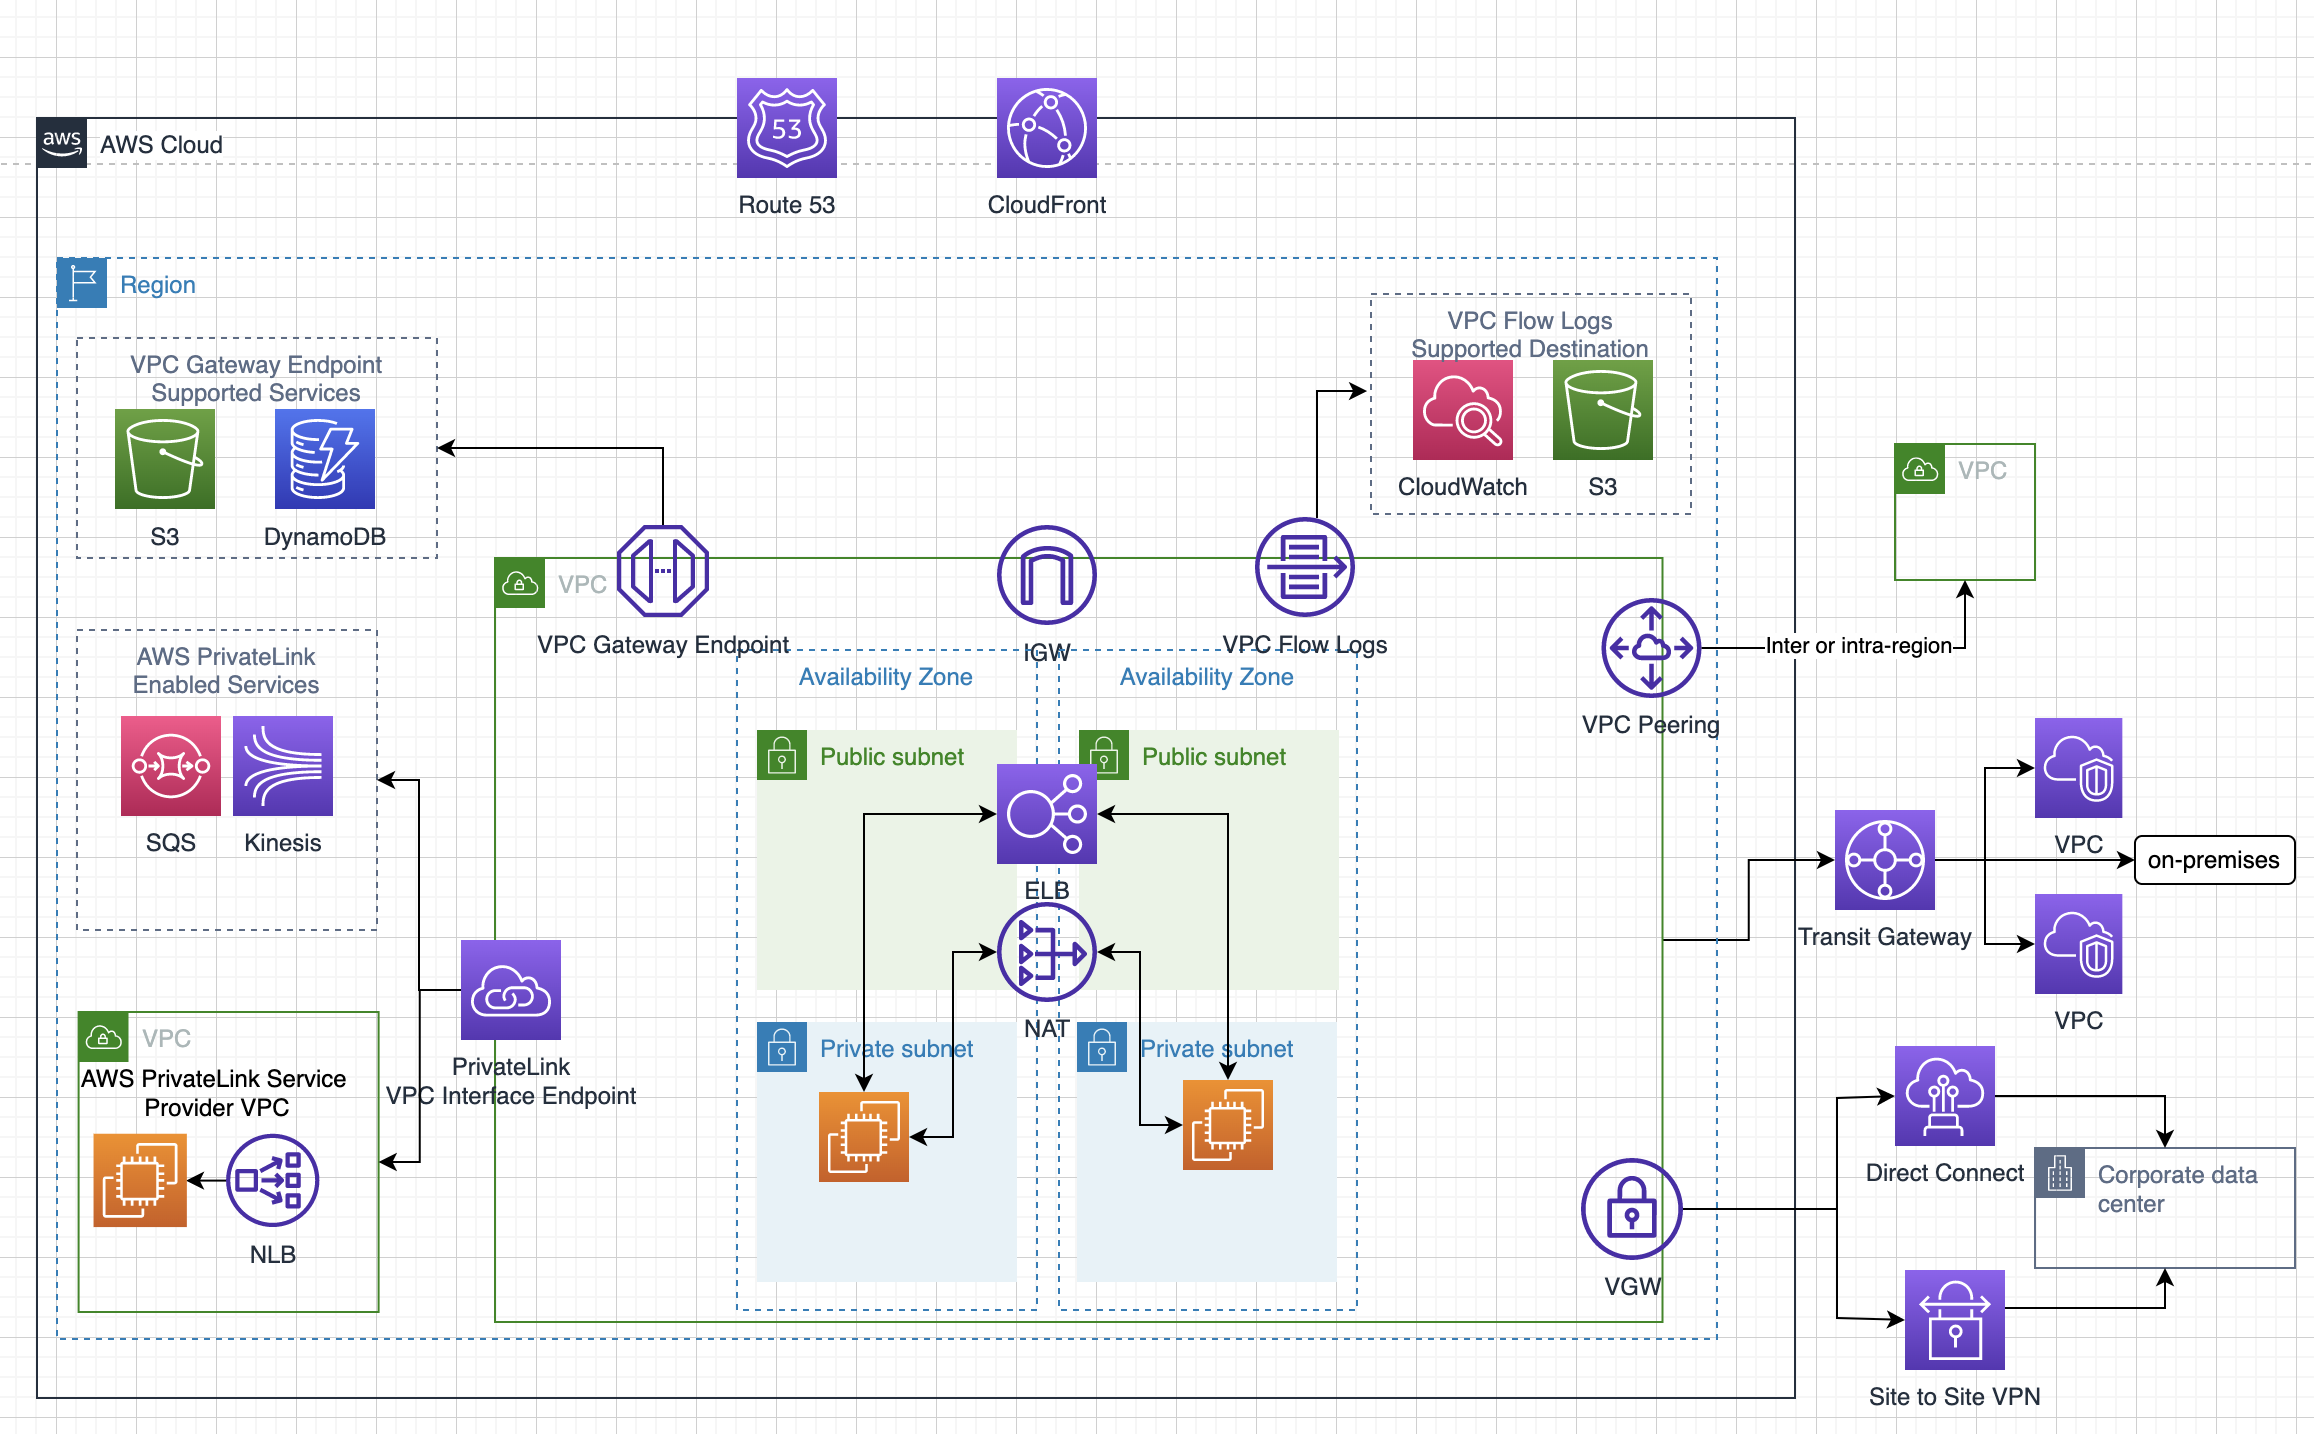 53
Route 53
CloudFront
aws
AWS Cloud
Region
VPC Gateway Endpoint
Supported Services
S3
DynamoDB
VPC Flow Logs
Supported Destination
CloudWatch
S3
VPC
VPC
VPC Gateway Endpoint
IGW
VPC Flow Logs
Inter or intra-region
VPC Peering
AWS PrivateLink
Enabled Services
SQS
Kinesis
Availability Zone
Availability Zone
Public subnet
Public subnet
ELB
NAT
Private subnet
Private subnet
VPC
on-premises
Transit Gateway
VPC
PrivateLink
VPC Interface Endpoint
VPC
AWS PrivateLink Service
Provider VPC
NLB
VGW
Direct Connect
Corporate data
center
Site to Site VPN